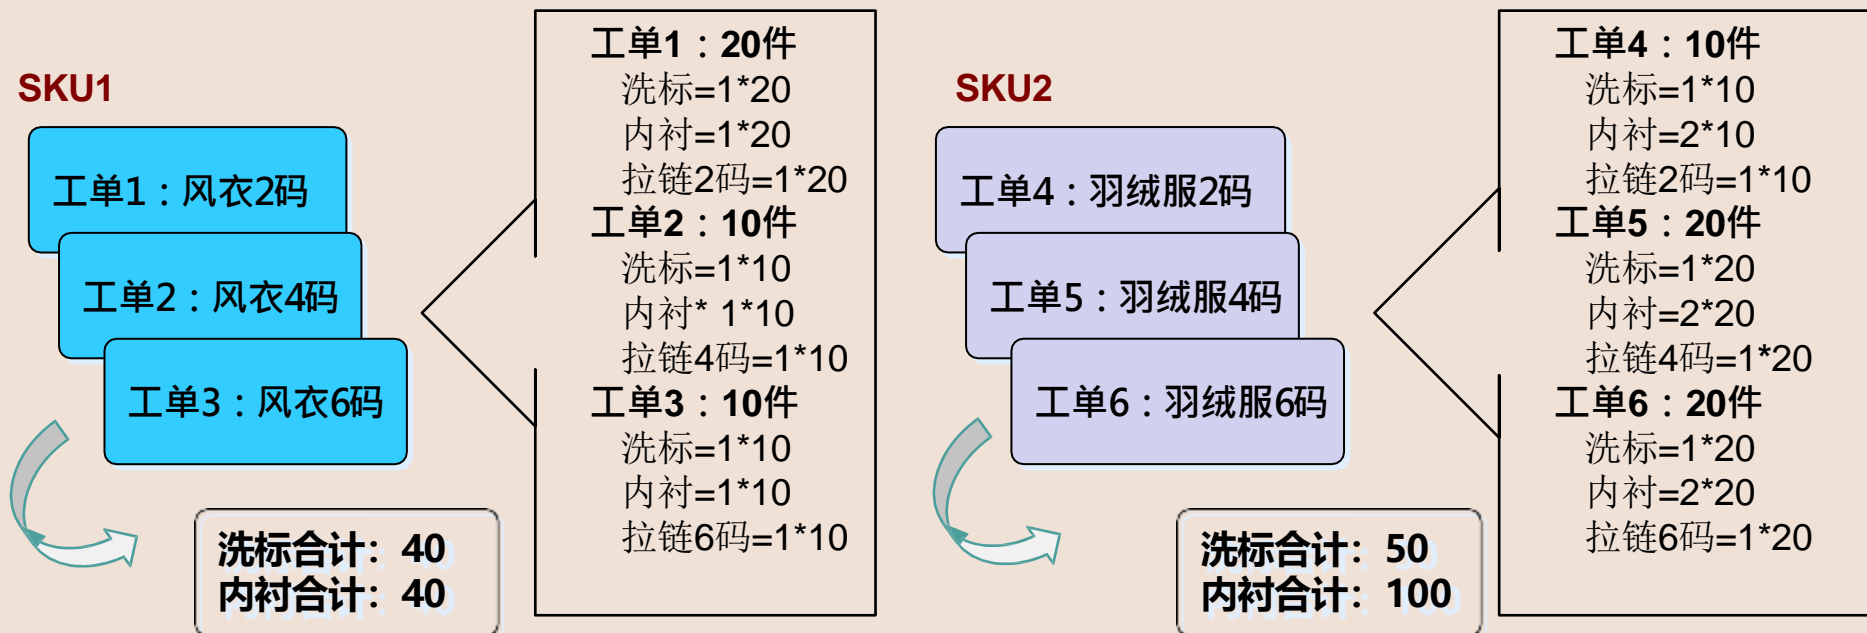 SKU1
工单1：风衣2码
工单2：风衣4码
工单3：风衣6码
洗标合计：40
内衬合计：40
工单1：20件
洗标=1*20
内衬=1*20
拉链2码=1*20
工单2：10件
洗标=1*10
内衬* 1*10
拉链4码=1*10
工单3：10件
洗标=1*10
内衬=1*10
拉链6码=1*10
SKU2
工单4：羽绒服2码
工单5：羽绒服4码
工单6：羽绒服6码
洗标合计：50
内衬合计：100
工单4：10件
洗标=1*10
内衬=2*10
拉链2码=1*10
工单5：20件
洗标=1*20
内衬=2*20
拉链4码=1*20
工单6：20件
洗标=1*20
内衬=2*20
拉链6码=1*20